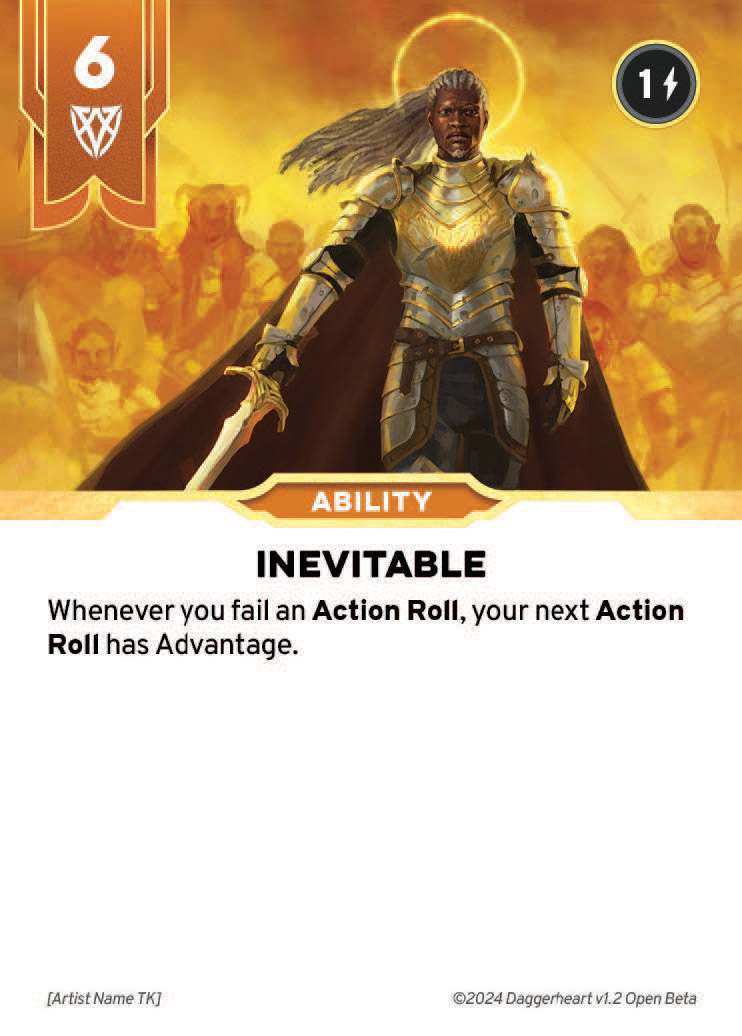 6
1
ABILITY
INEVITABLE
Whenever you fail an Action Roll, your next Action
Roll has Advantage.
[Artist Name TK]
©2024 Daggerheart v1.2 Open Beta